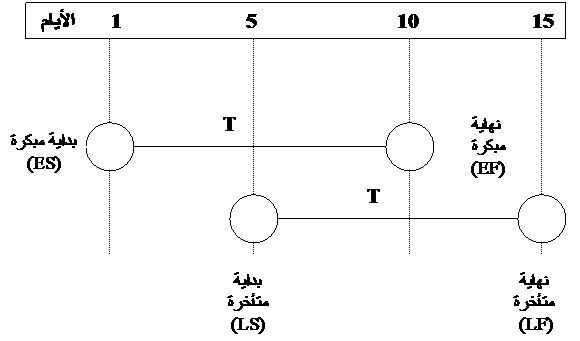 الأيام 1 5 10 15
T
بداية مبكرة
(ES)
نهاية
مبكرة
(EF)
T
بداية
متأخرة
(LS)
نهاية
متأخرة
(LF)